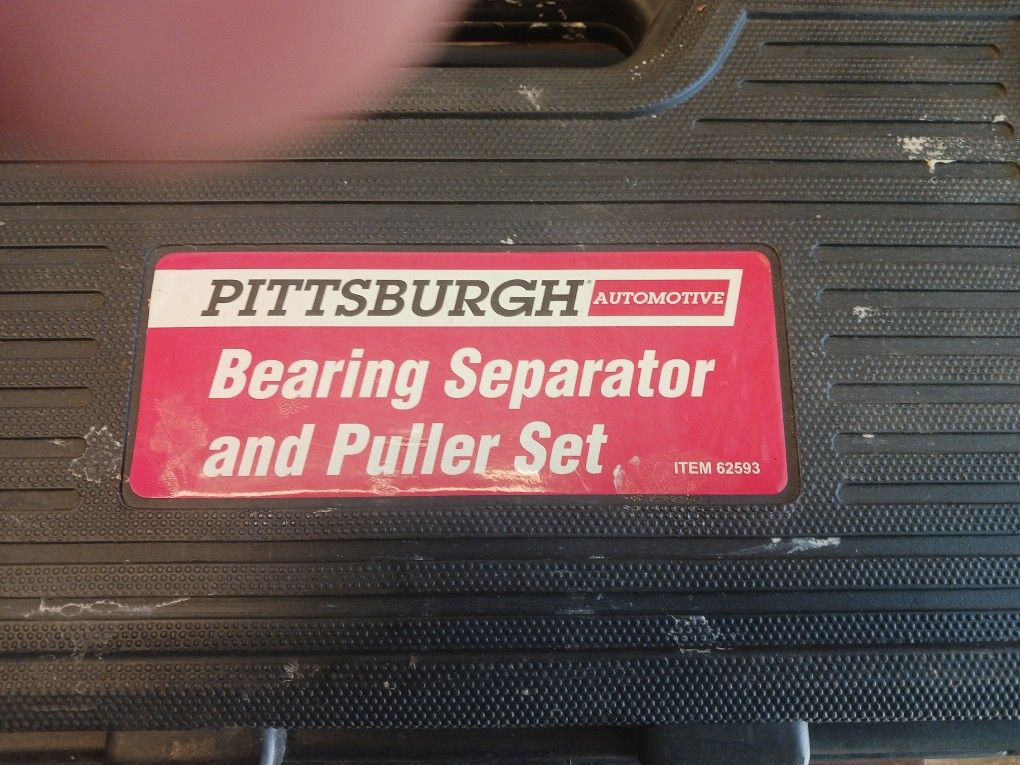 PITTSBURGH® AUTOMOTIVE
Bearing Separator
and Puller Set
ITEM 62593